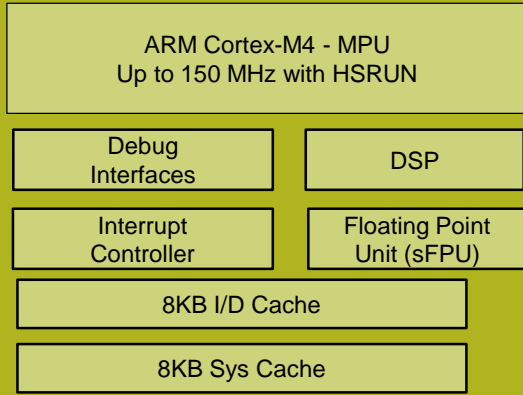 ARM Cortex-M4 - MPU
Up to 150 MHz with HSRUN
Debug
Interfaces
DSP
Interrupt
Controller
Floating Point
Unit (sFPU)
8KB I/D Cache
8KB Sys Cache